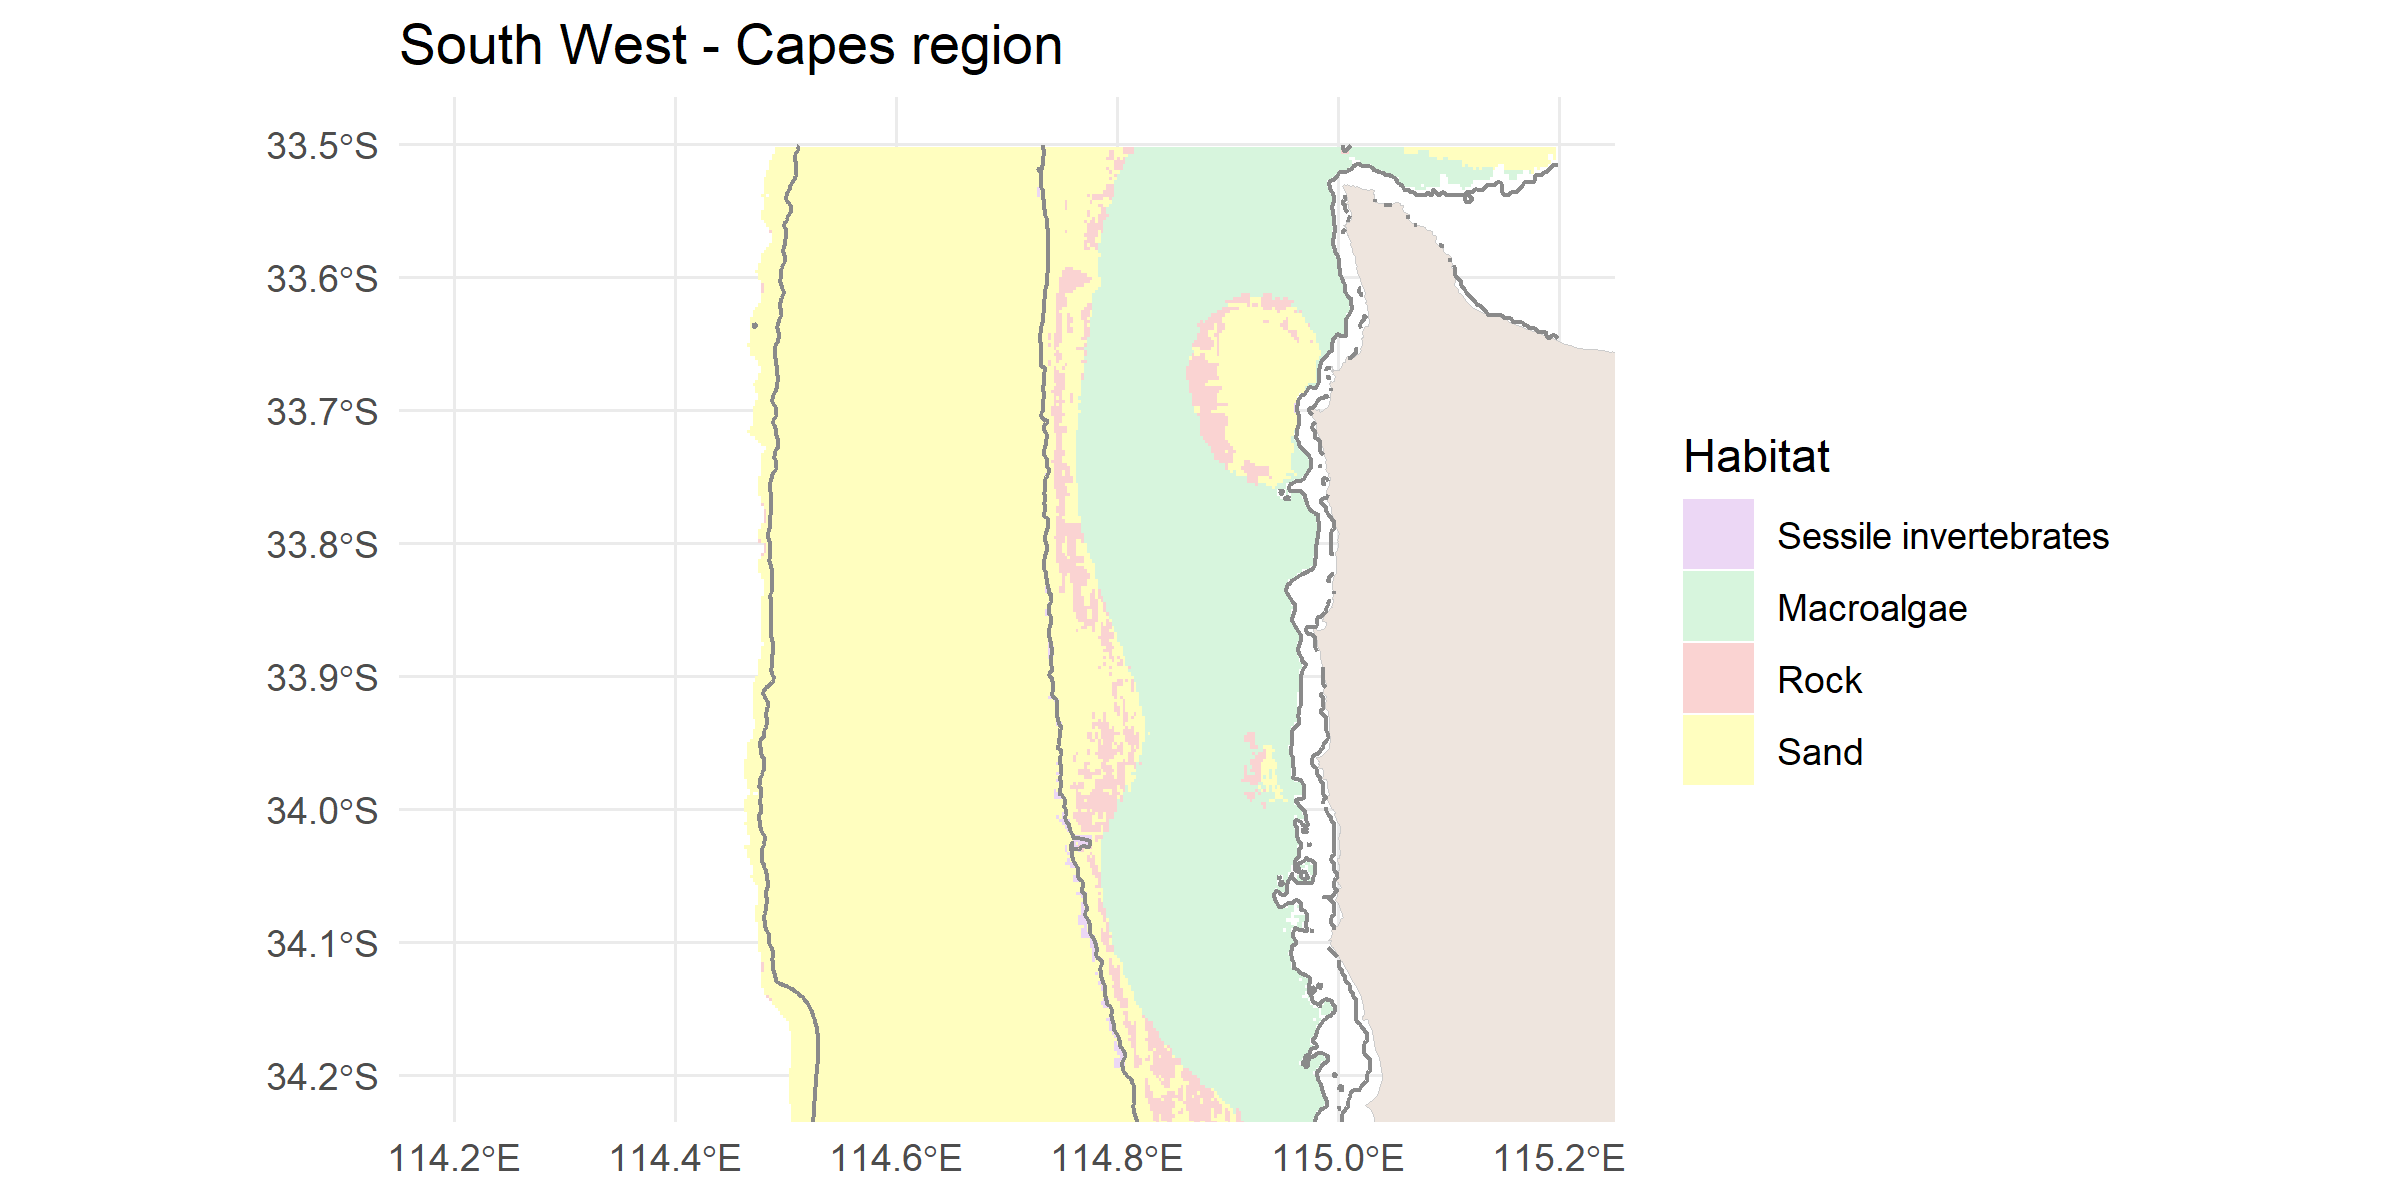 South West - Capes region
33.5°S
33.6°S
33.7°S
33.8°S
33.9°S
34.0°S
34.1°S
34.2°S
114.2°E 114.4°E 114.6°E 114.8°E 115.0°E 115.2°E
Habitat
Sessile invertebrates
Macroalgae
Rock
Sand